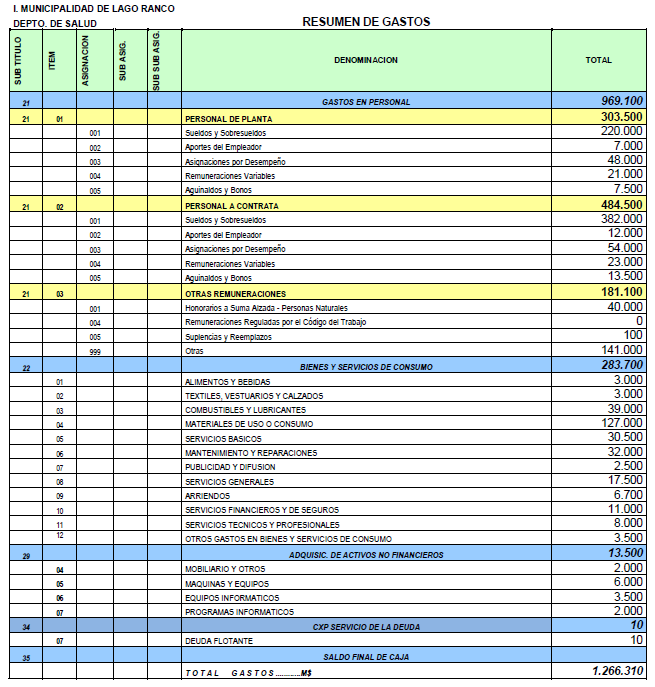 I. MUNICIPALIDAD DE LAGO RANCO
DEPTO. DE SALUD
RESUMEN DE GASTOS
SUB TITULO ITEM ASIGNACION SUB ASIG. SUB SUB ASIG. DENOMINACION TOTAL
21 GASTOS EN PERSONAL 969.100
21 01 PERSONAL DE PLANTA 303.500
001 Sueldos y Sobresueldos 220.000
002 Aportes del Empleador 7.000
003 Asignaciones por Desempeño 48.000
004 Remuneraciones Variables 21.000
005 Aguinaldos y Bonos 7.500
21 02 PERSONAL A CONTRATA 484.500
001 Sueldos y Sobresueldos 382.000
002 Aportes del Empleador 12.000
003 Asignaciones por Desempeño 54.000
004 Remuneraciones Variables 23.000
005 Aguinaldos y Bonos 13.500
21 03 OTRAS REMUNERACIONES 181.100
001 Honorarios a Suma Alzada - Personas Naturales 40.000
004 Remuneraciones Reguladas por el Código del Trabajo 0
005 Suplencias y Reemplazos 100
999 Otras 141.000
22 BIENES Y SERVICIOS DE CONSUMO 283.700
01 ALIMENTOS Y BEBIDAS 3.000
02 TEXTILES, VESTUARIOS Y CALZADOS 3.000
03 COMBUSTIBLES Y LUBRICANTES 39.000
04 MATERIALES DE USO O CONSUMO 127.000
05 SERVICIOS BASICOS 30.500
06 MANTENIMIENTO Y REPARACIONES 32.000
07 PUBLICIDAD Y DIFUSION 2.500
08 SERVICIOS GENERALES 17.500
09 ARRIENDOS 6.700
10 SERVICIOS FINANCIEROS Y DE SEGUROS 11.000
11 SERVICIOS TECNICOS Y PROFESIONALES 8.000
12 OTROS GASTOS EN BIENES Y SERVICIOS DE CONSUMO 3.500
29 ADQUISIC. DE ACTIVOS NO FINANCIEROS 13.500
04 MOBILIARIO Y OTROS 2.000
05 MAQUINAS Y EQUIPOS 6.000
06 EQUIPOS INFORMATICOS 3.500
07 PROGRAMAS INFORMATICOS 2.000
34 CXP SERVICIO DE LA DEUDA 10
07 DEUDA FLOTANTE 10
35 SALDO FINAL DE CAJA
T O T A L G A S T O S ............M$ 1.266.310